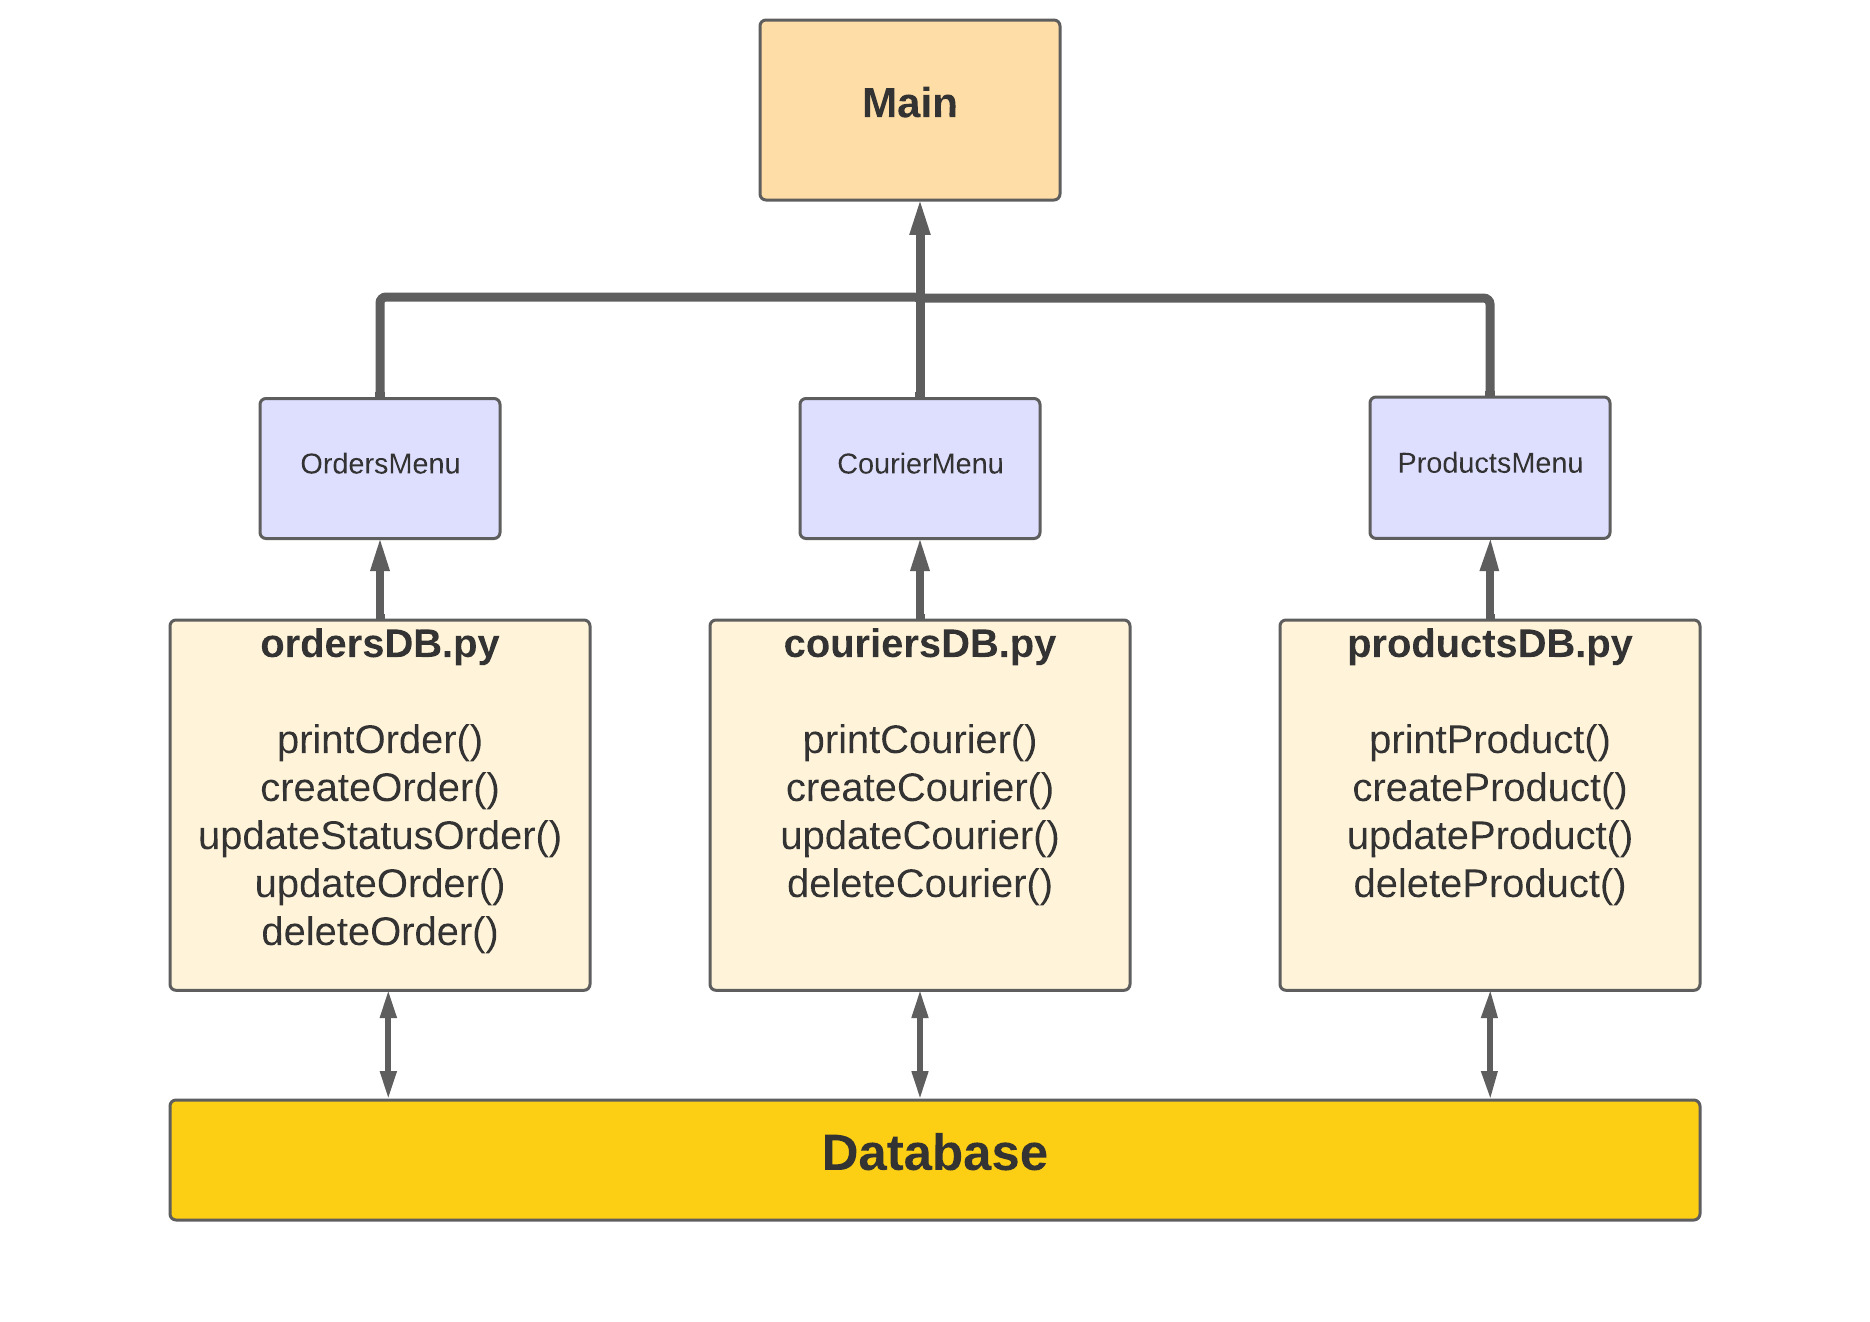 Main
OrdersMenu
CourierMenu
ProductsMenu
ordersDB.py
printOrder()
createOrder()
updateStatusOrder()
updateOrder()
deleteOrder()
couriersDB.py
printCourier()
createCourier()
updateCourier()
deleteCourier()
productsDB.py
printProduct()
createProduct()
updateProduct()
deleteProduct()
Database